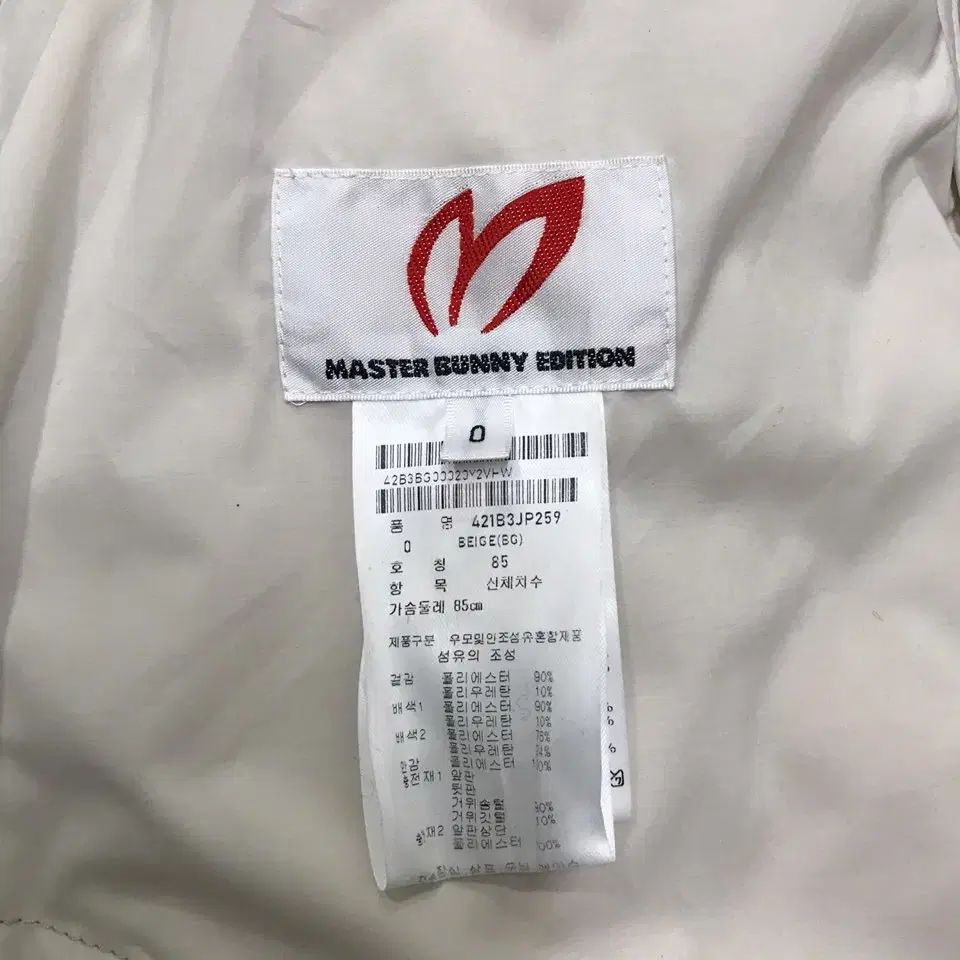 MASTER BUNNY EDITION
0
품 명 421B3JP259
0 BEIGE(BG)
호 칭 85
항 목 신체치수
가슴둘레 85cm
제품구분 우모및인조섬유혼합제품
섬유의 조성
겉감 폴리에스터 90%
폴리우레탄 10%
배색1 폴리에스터 90%
폴리우레탄 10%
배색2 폴리에스터 76%
폴리우레탄 24%
안감 폴리에스터
충전재1 앞판
뒷판
거위솜털 90%
거위깃털 10%
앞판상단
폴리에스터 100%